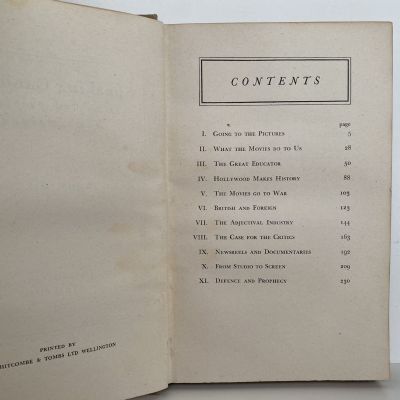 PRINTED BY
HITCOMBE & TOMBS LTD WELLINGTON
CONTENTS
page
I. GOING TO THE PICTURES 5
II. WHAT THE MOVIES DO TO US 28
III. THE GREAT EDUCATOR 50
IV. HOLLYWOOD MAKES HISTORY 88
V. THE MOVIES GO TO WAR 105
VI. BRITISH AND FOREIGN 123
VII. THE ADJECTIVAL INDUSTRY 144
VIII. THE CASE FOR THE CRITICS 163
IX. NEWSREELS AND DOCUMENTARIES 192
X. FROM STUDIO TO SCREEN 209
XI. DEFENCE AND PROPHECY 230